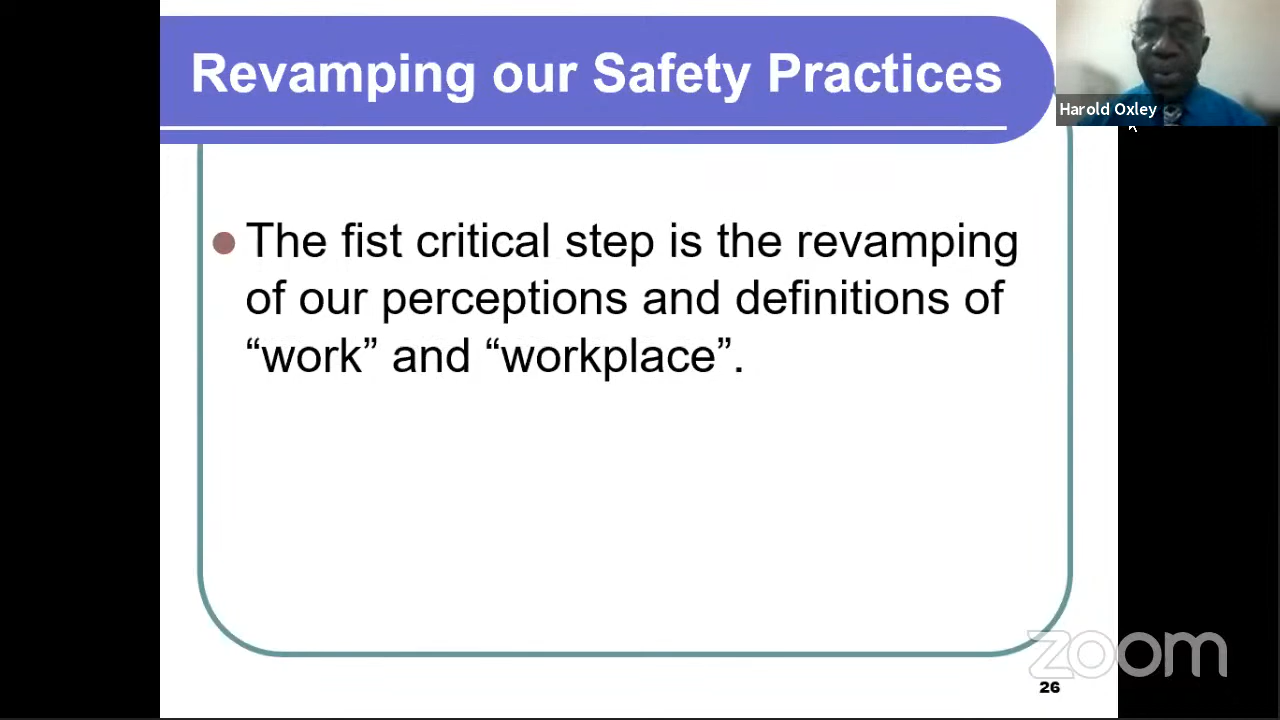 Revamping our Safety Practices
Harold Oxley
The fist critical step is the revamping
of our perceptions and definitions of
“work” and “workplace”.
zoom
26